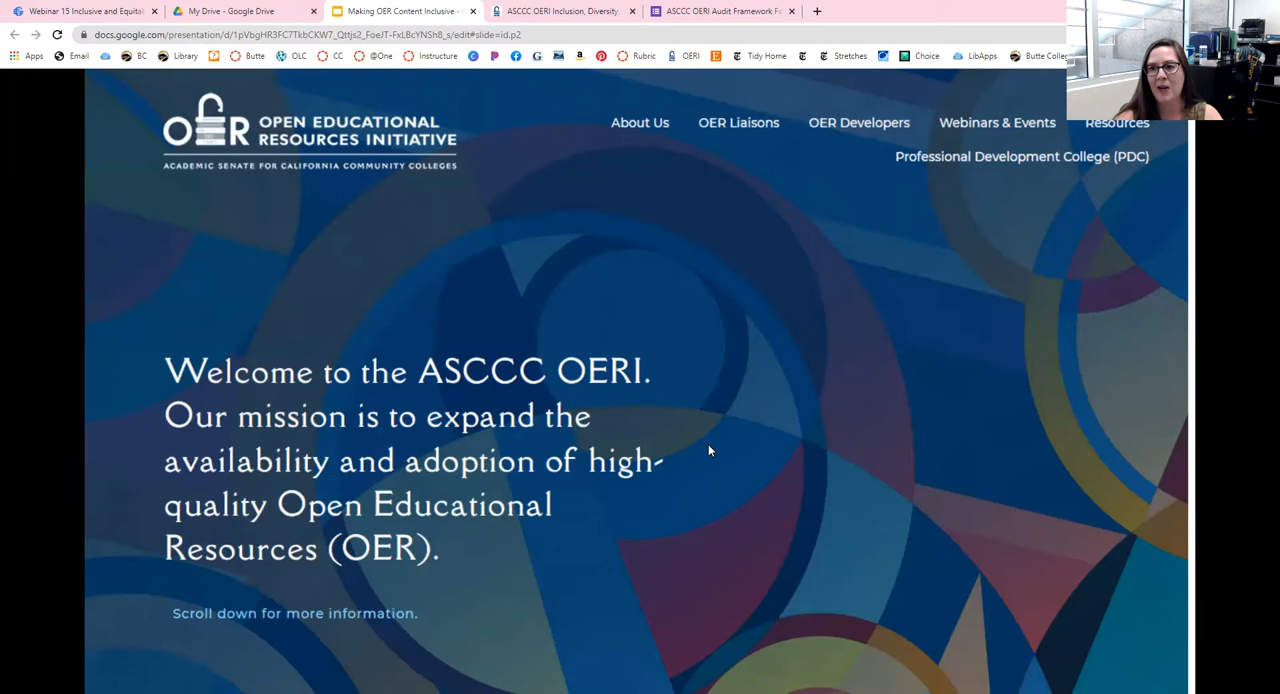 Webinar 15 Inclusive and Equitab
My Drive - Google Drive
Making OER Content Inclusive -
ASCCC OERI Inclusion, Diversity,
ASCCC OERI Audit Framework Fe
docs.google.com/presentation/d/1pVbgHR3FC7TkbCKW7_Qttjs2_FoeJT-FxLBcYNSh8_s/edit#slide=id.p2
Apps Email BC Library Butte OLC CC @One Instructure Rubric OERI Tidy Home Stretches Choice LibApps Butte Colle
OER OPEN EDUCATIONAL
RESOURCES INITIATIVE
ACADEMIC SENATE FOR CALIFORNIA COMMUNITY COLLEGES
About Us OER Liaisons OER Developers Webinars & Events Resources
Professional Development College (PDC)
Welcome to the ASCCC OERI.
Our mission is to expand the
availability and adoption of high-
quality Open Educational
Resources (OER).
Scroll down for more information.